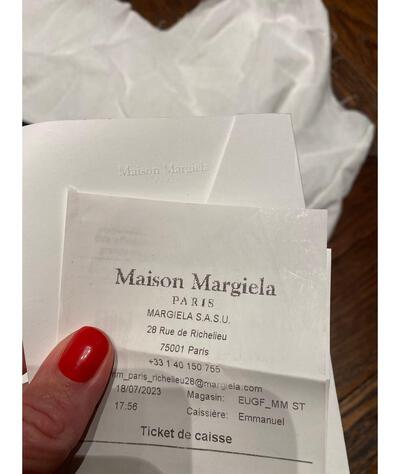 Maison Margiela
Maison Margiela
PARIS
MARGIELA S.A.S.U.
28 Rue de Richelieu
75001 Paris
+33 1 40 150 755
m_paris_richelieu28@margiela.com
18/07/2023 Magasin: EUGF_MM ST
17:56 Caissière: Emmanuel
Ticket de caisse